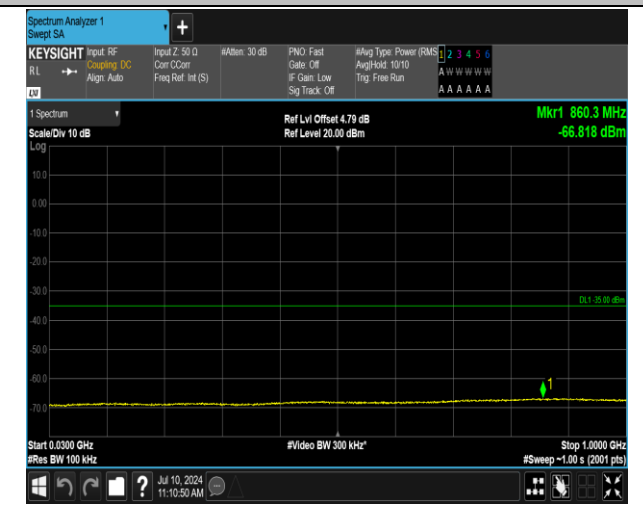 Spectrum Analyzer 1
Swept SA
+
KEYSIGHT
RL
LXI
Input: RF
Coupling: DC
Align: Auto
Input Z: 50 Ω
Corr CCorr
Freq Ref: Int (S)
#Atten: 30 dB
PNO: Fast
Gate: Off
IF Gain: Low
Sig Track: Off
#Avg Type: Power (RMS
Avg|Hold: 10/10
Trig: Free Run
1 2 3 4 5 6
A W W W W W
A A A A A A
1 Spectrum
Scale/Div 10 dB
Log
Ref Lvl Offset 4.79 dB
Ref Level 20.00 dBm
Mkr1 860.3 MHz
-66.818 dBm
10.0
0.00
-10.0
-20.0
-30.0
DL1 -35.00 dBm
-40.0
-50.0
-60.0
1
-70.0
Start 0.0300 GHz
#Res BW 100 kHz
#Video BW 300 kHz*
Stop 1.0000 GHz
#Sweep ~1.00 s (2001 pts)
?
Jul 10, 2024
11:10:50 AM